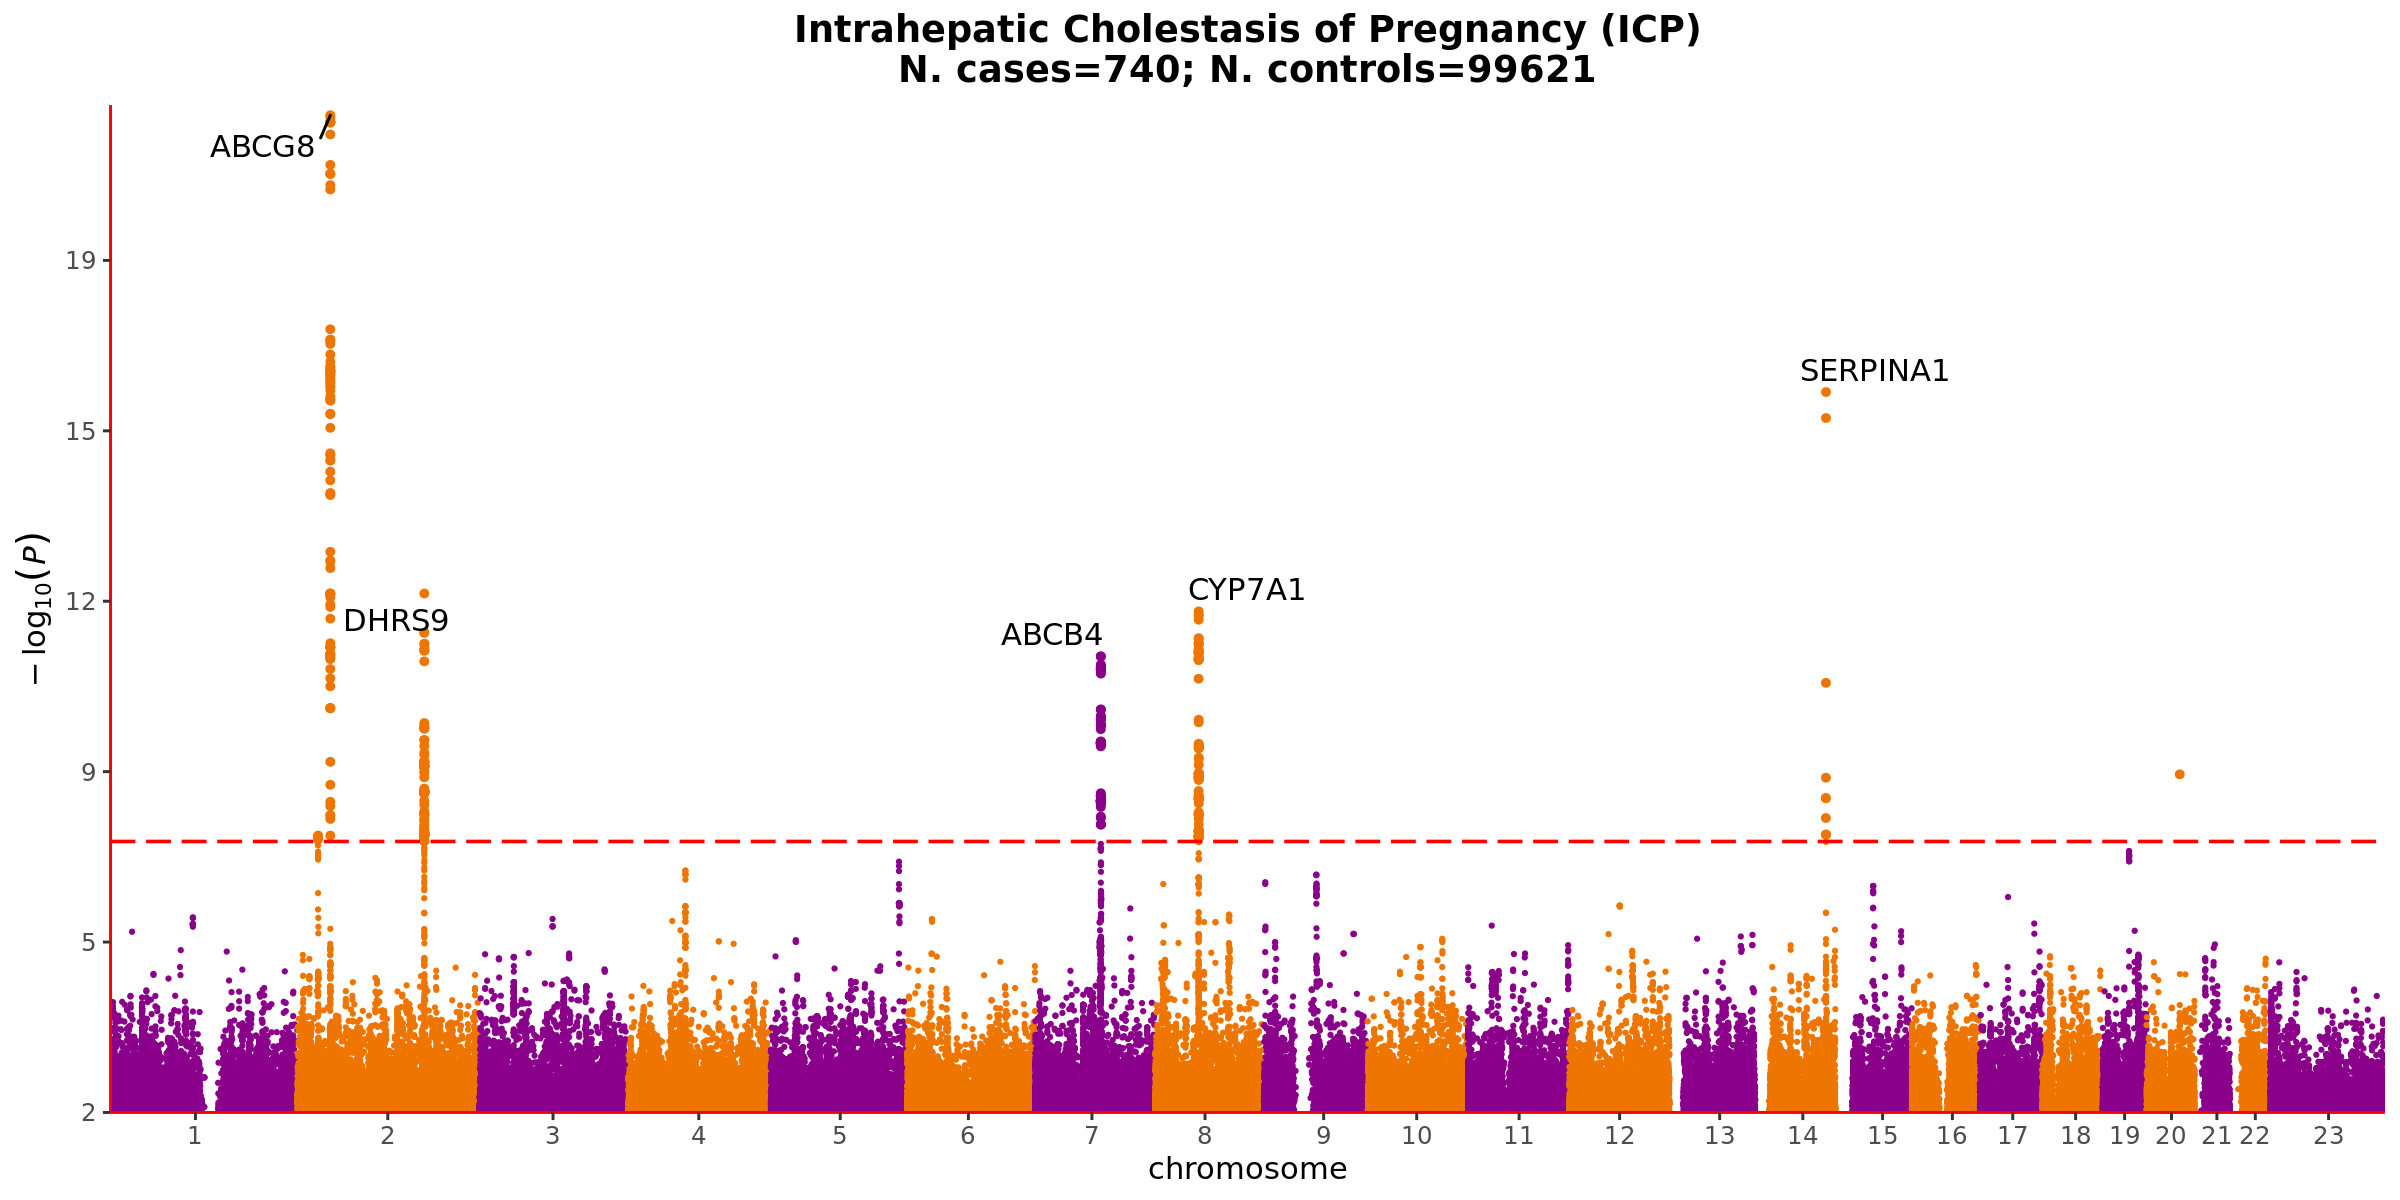 Intrahepatic Cholestasis of Pregnancy (ICP)
N. cases=740; N. controls=99621
ABCG8
19
SERPINA1
15
CYP7A1
12
DHRS9
ABCB4
−log10(P)
9
5
2
1 2 3 4 5 6 7 8 9 10 11 12 13 14 15 16 17 18 19 20 21 22 23
chromosome